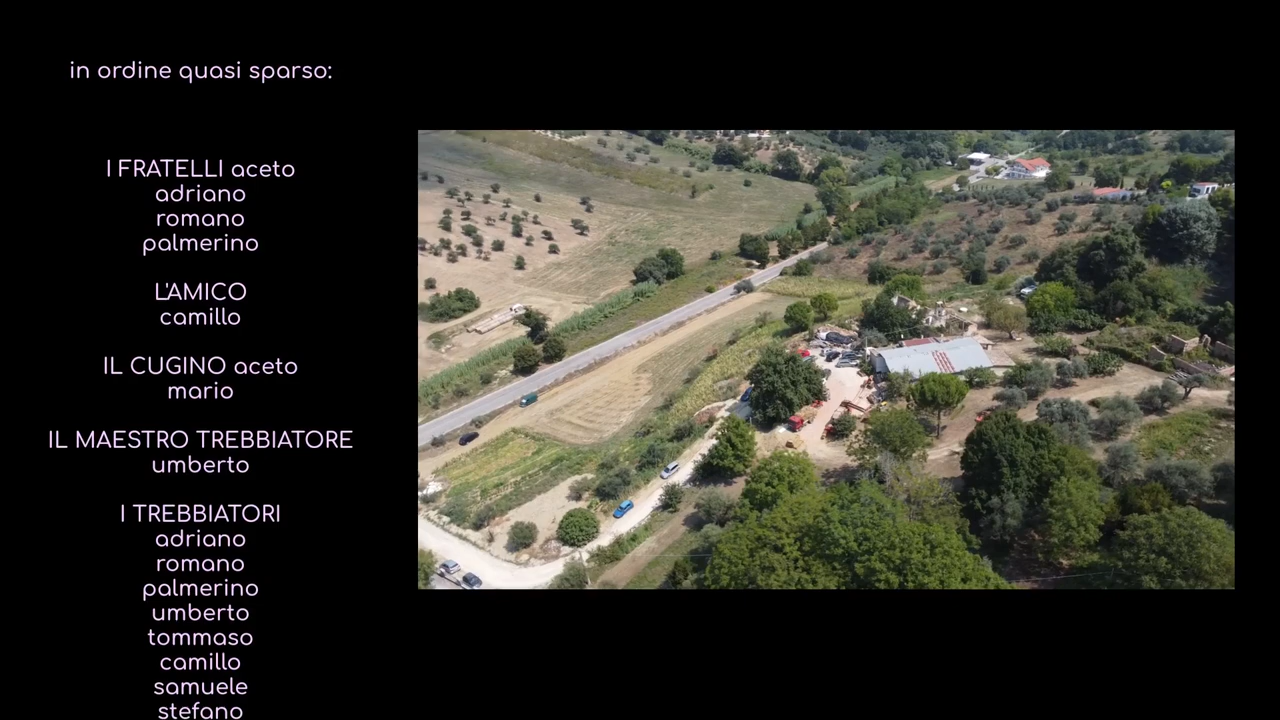 in ordine quasi sparso:
I FRATELLI aceto
adriano
romano
palmerino
L'AMICO
camillo
IL CUGINO aceto
mario
IL MAESTRO TREBBIATORE
umberto
I TREBBIATORI
adriano
romano
palmerino
umberto
tommaso
camillo
samuele
stefano